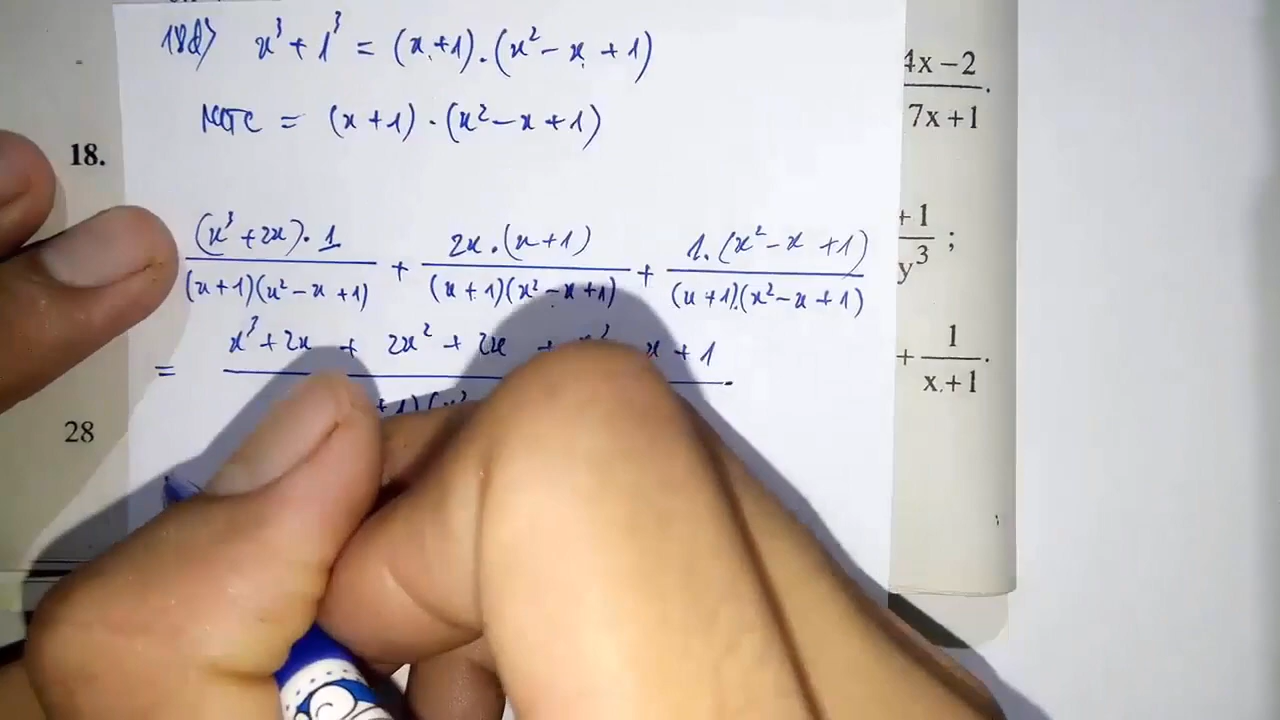 18d) x³ + 1³ = (x+1).(x² - x + 1)
MTC = (x+1) . (x² - x + 1)
18.
(x³ + 2x). 1 / (x+1)(x² - x + 1) + 2x.(x+1) / (x+1)(x² - x + 1) + 1.(x² - x + 1) / (x+1).(x² - x + 1)
= x³ + 2x + 2x² + 2x + x + 1
28
4x - 2 / 7x + 1 .
+ 1 / y³ ;
+ 1 / x + 1 .